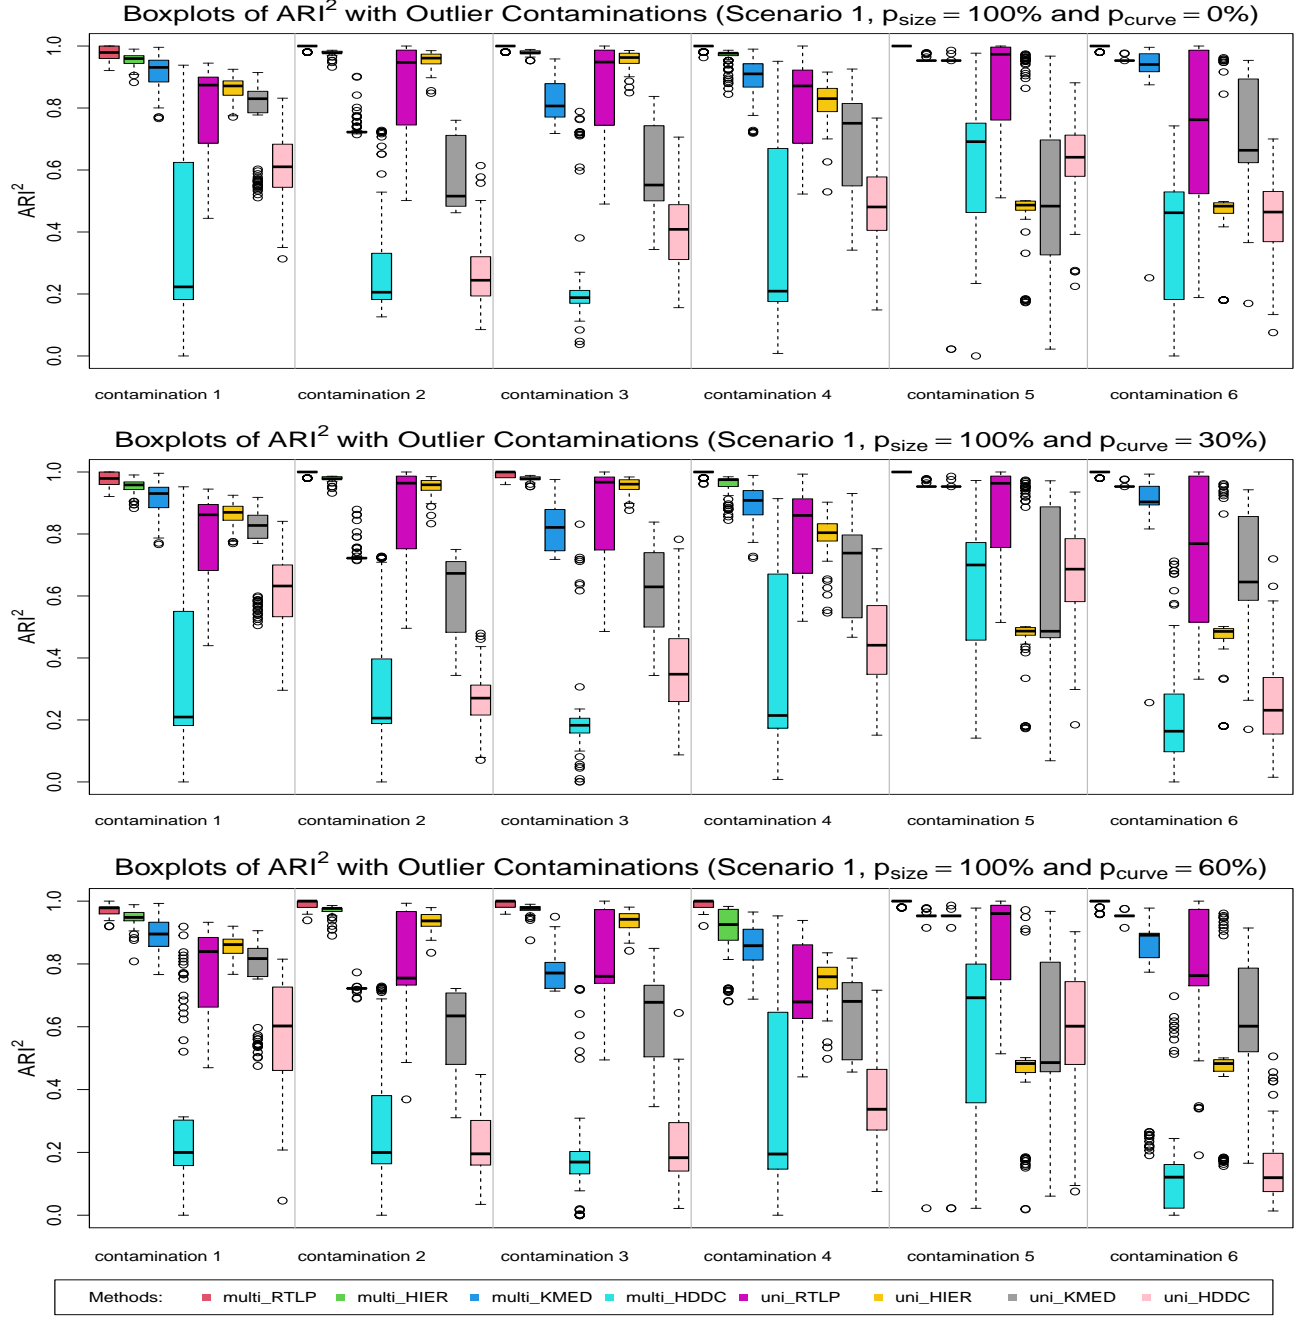 Boxplots of ARI² with Outlier Contaminations (Scenario 1, p_size = 100% and p_curve = 0%)
ARI²
1.0
0.8
0.6
0.4
0.2
0.0
contamination 1 contamination 2 contamination 3 contamination 4 contamination 5 contamination 6
Boxplots of ARI² with Outlier Contaminations (Scenario 1, p_size = 100% and p_curve = 30%)
ARI²
1.0
0.8
0.6
0.4
0.2
0.0
contamination 1 contamination 2 contamination 3 contamination 4 contamination 5 contamination 6
Boxplots of ARI² with Outlier Contaminations (Scenario 1, p_size = 100% and p_curve = 60%)
ARI²
1.0
0.8
0.6
0.4
0.2
0.0
contamination 1 contamination 2 contamination 3 contamination 4 contamination 5 contamination 6
Methods: multi_RTLP multi_HIER multi_KMED multi_HDDC uni_RTLP uni_HIER uni_KMED uni_HDDC